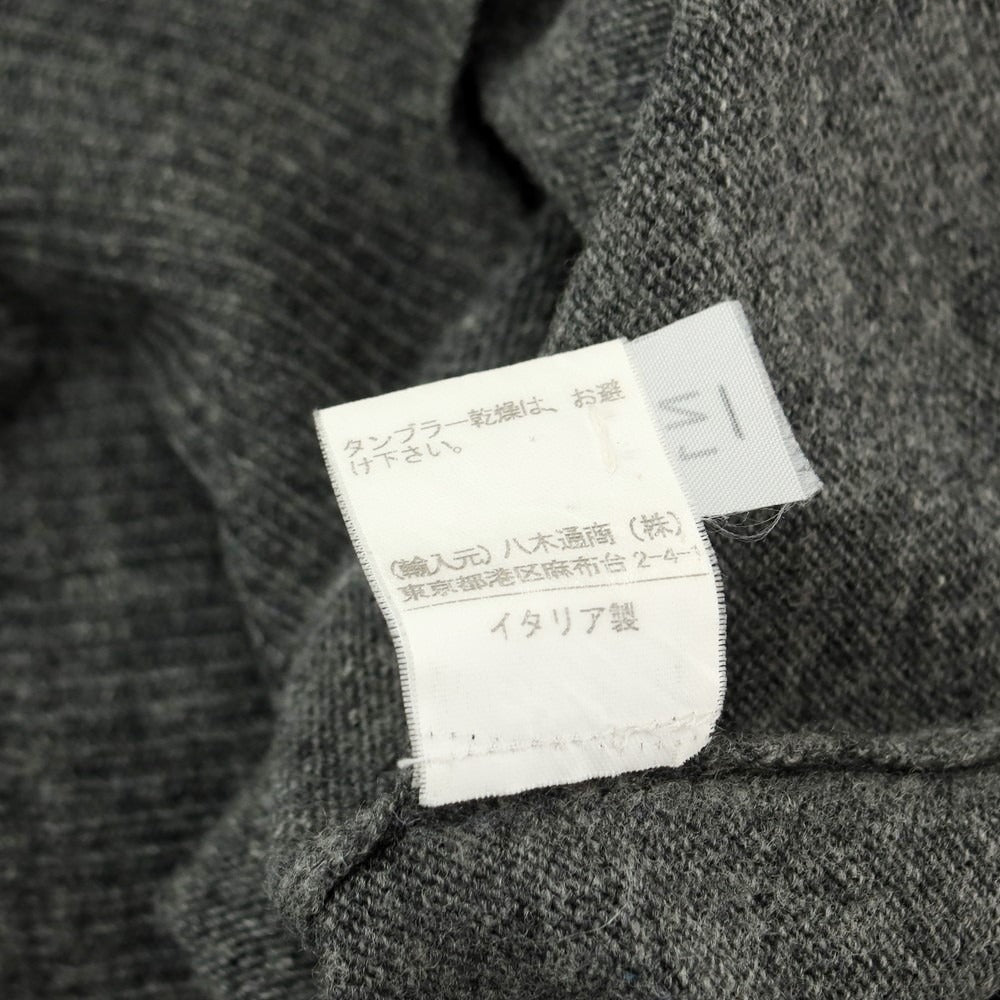 タンブラー乾燥は、お避
け下さい。
(輸入元) 八木通商 (株)
東京都港区麻布台 2-4-1
イタリア製